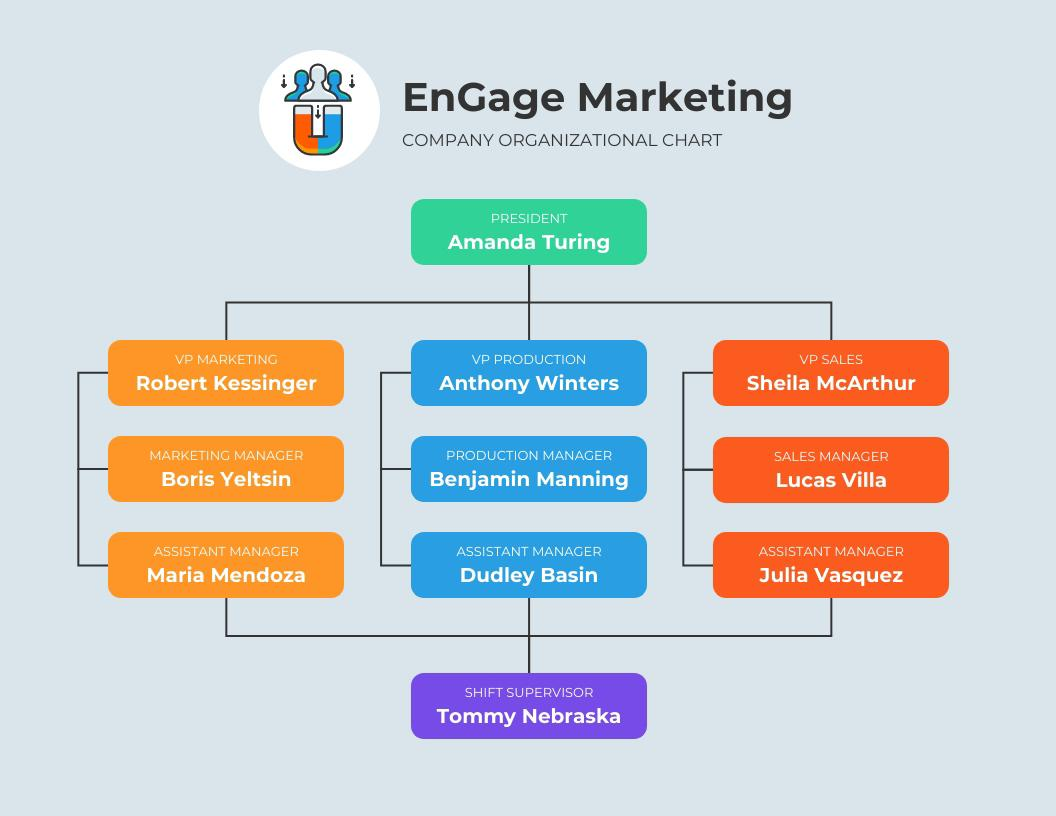 EnGage Marketing
COMPANY ORGANIZATIONAL CHART
PRESIDENT
Amanda Turing
VP MARKETING
Robert Kessinger
VP PRODUCTION
Anthony Winters
VP SALES
Sheila McArthur
MARKETING MANAGER
Boris Yeltsin
PRODUCTION MANAGER
Benjamin Manning
SALES MANAGER
Lucas Villa
ASSISTANT MANAGER
Maria Mendoza
ASSISTANT MANAGER
Dudley Basin
ASSISTANT MANAGER
Julia Vasquez
SHIFT SUPERVISOR
Tommy Nebraska